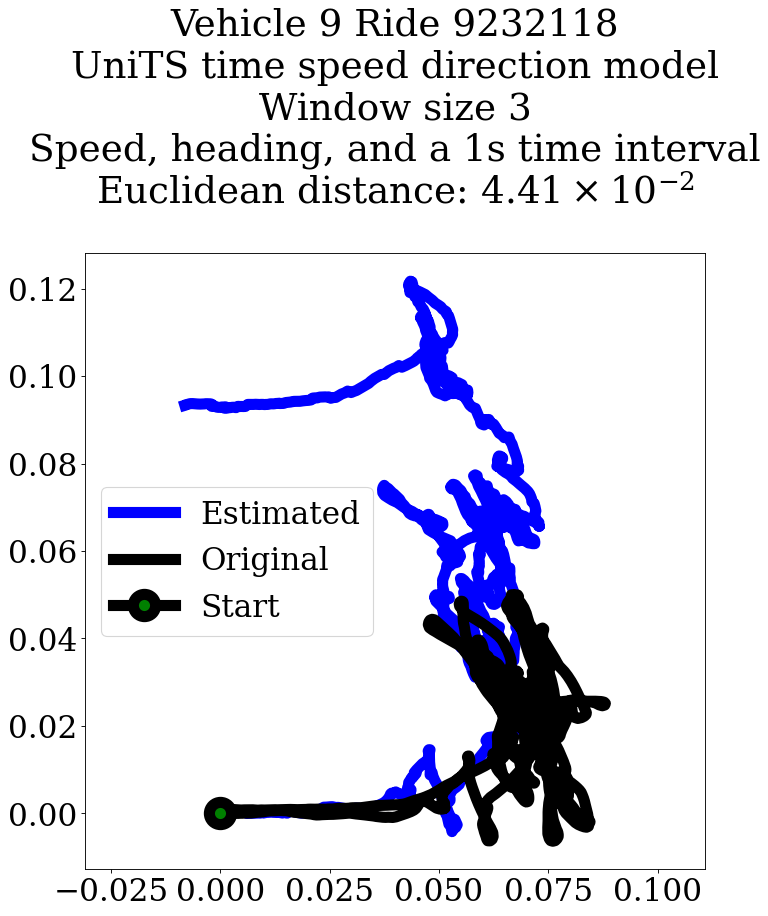 Vehicle 9 Ride 9232118
UniTS time speed direction model
Window size 3
Speed, heading, and a 1s time interval
Euclidean distance: 4.41 × 10⁻²
0.12
0.10
0.08
0.06
0.04
0.02
0.00
Estimated
Original
Start
−0.025 0.000 0.025 0.050 0.075 0.100